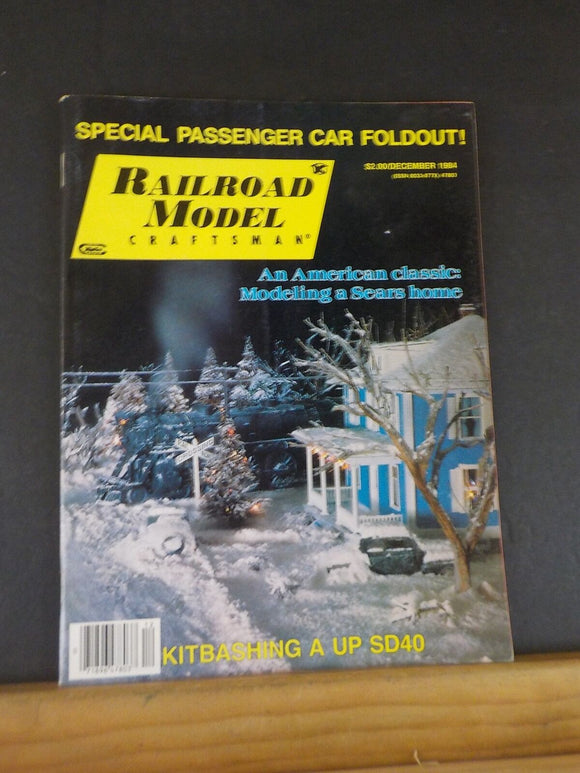 SPECIAL PASSENGER CAR FOLDOUT!
$2.00/DECEMBER 1984
RAILROAD
MODEL
CRAFTSMAN®
An American classic:
Modeling a Sears home
KITBASHING A UP SD40